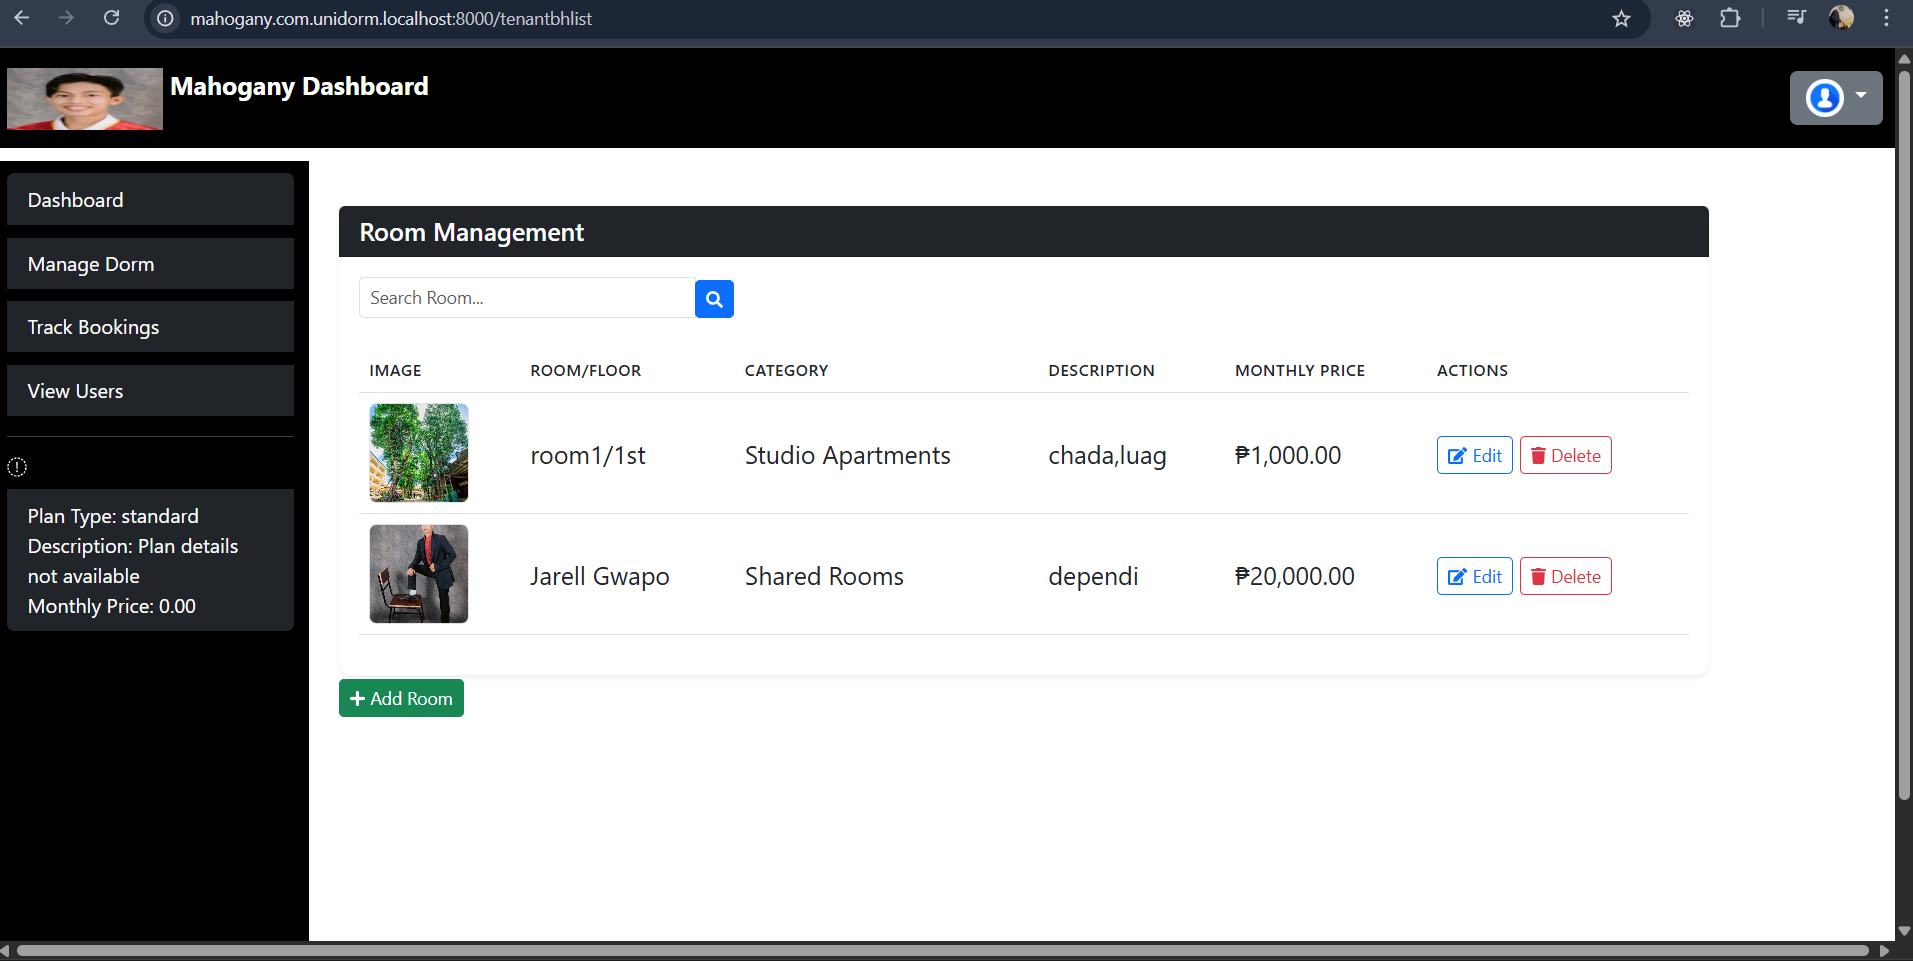 mahogany.com.unidorm.localhost:8000/tenantbhlist
Mahogany Dashboard
Dashboard
Manage Dorm
Track Bookings
View Users
Plan Type: standard
Description: Plan details
not available
Monthly Price: 0.00
Room Management
Search Room...
IMAGE ROOM/FLOOR CATEGORY DESCRIPTION MONTHLY PRICE ACTIONS
room1/1st Studio Apartments chada,luag ₱1,000.00 Edit Delete
Jarell Gwapo Shared Rooms dependi ₱20,000.00 Edit Delete
Add Room